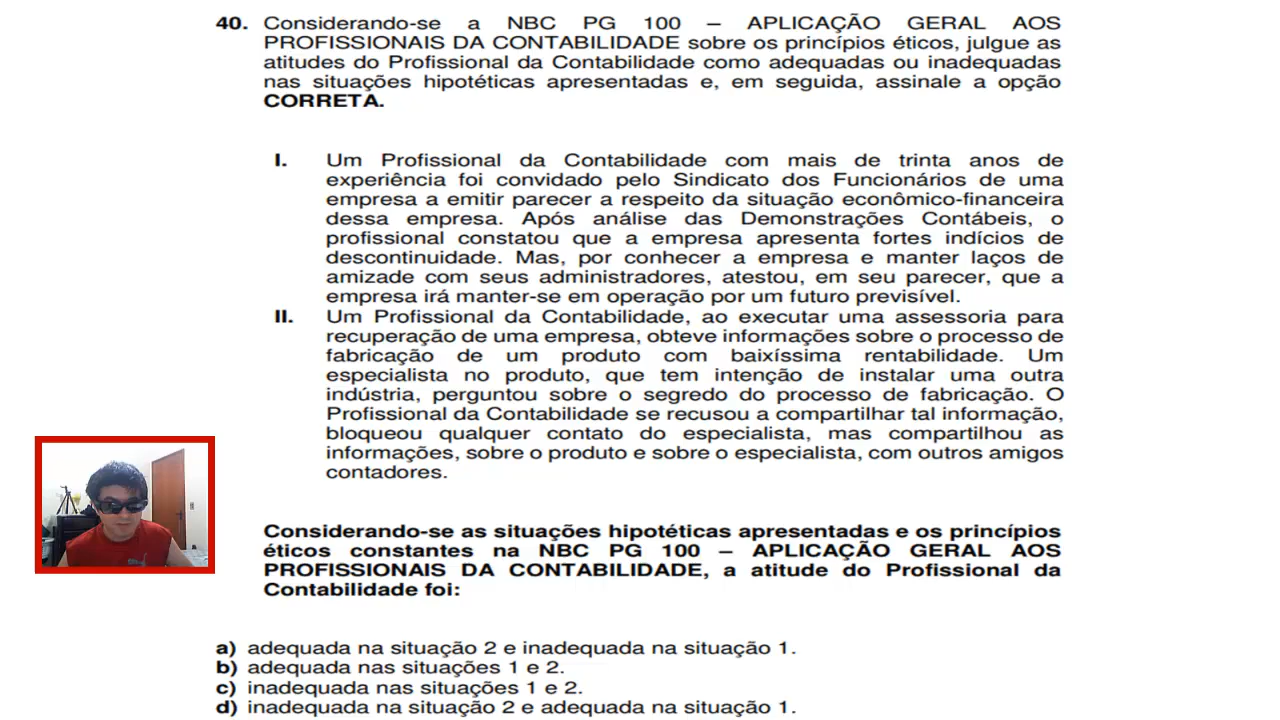 40. Considerando-se a NBC PG 100 – APLICAÇÃO GERAL AOS
PROFISSIONAIS DA CONTABILIDADE sobre os princípios éticos, julgue as
atitudes do Profissional da Contabilidade como adequadas ou inadequadas
nas situações hipotéticas apresentadas e, em seguida, assinale a opção
CORRETA.
I. Um Profissional da Contabilidade com mais de trinta anos de
experiência foi convidado pelo Sindicato dos Funcionários de uma
empresa a emitir parecer a respeito da situação econômico-financeira
dessa empresa. Após análise das Demonstrações Contábeis, o
profissional constatou que a empresa apresenta fortes indícios de
descontinuidade. Mas, por conhecer a empresa e manter laços de
amizade com seus administradores, atestou, em seu parecer, que a
empresa irá manter-se em operação por um futuro previsível.
II. Um Profissional da Contabilidade, ao executar uma assessoria para
recuperação de uma empresa, obteve informações sobre o processo de
fabricação de um produto com baixíssima rentabilidade. Um
especialista no produto, que tem intenção de instalar uma outra
indústria, perguntou sobre o segredo do processo de fabricação. O
Profissional da Contabilidade se recusou a compartilhar tal informação,
bloqueou qualquer contato do especialista, mas compartilhou as
informações, sobre o produto e sobre o especialista, com outros amigos
contadores.
Considerando-se as situações hipotéticas apresentadas e os princípios
éticos constantes na NBC PG 100 – APLICAÇÃO GERAL AOS
PROFISSIONAIS DA CONTABILIDADE, a atitude do Profissional da
Contabilidade foi:
a) adequada na situação 2 e inadequada na situação 1.
b) adequada nas situações 1 e 2.
c) inadequada nas situações 1 e 2.
d) inadequada na situação 2 e adequada na situação 1.